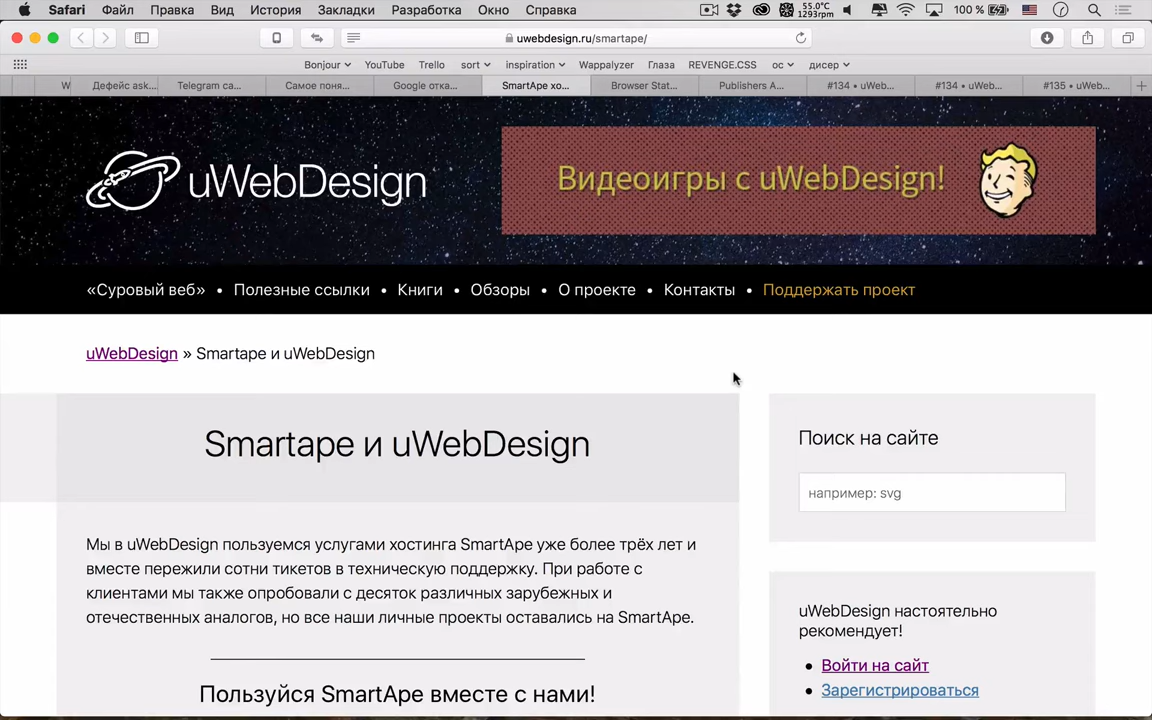 Safari Файл Правка Вид История Закладки Разработка Окно Справка 55.0°C 1293rpm 100 %
uwebdesign.ru/smartape/
Bonjour YouTube Trello sort inspiration Wappalyzer Глаза REVENGE.CSS ос дисер
W Дефейс ask... Telegram ca... Самое поня... Google отка... SmartApe хо... Browser Stat... Publishers A... #134 • uWeb... #134 • uWeb... #135 • uWeb...
uWebDesign
Видеоигры с uWebDesign!
«Суровый веб» • Полезные ссылки • Книги • Обзоры • О проекте • Контакты • Поддержать проект
uWebDesign » Smartape и uWebDesign
Smartape и uWebDesign
Мы в uWebDesign пользуемся услугами хостинга SmartApe уже более трёх лет и
вместе пережили сотни тикетов в техническую поддержку. При работе с
клиентами мы также опробовали с десяток различных зарубежных и
отечественных аналогов, но все наши личные проекты оставались на SmartApe.
Пользуйся SmartApe вместе с нами!
Поиск на сайте
например: svg
uWebDesign настоятельно
рекомендует!
• Войти на сайт
• Зарегистрироваться